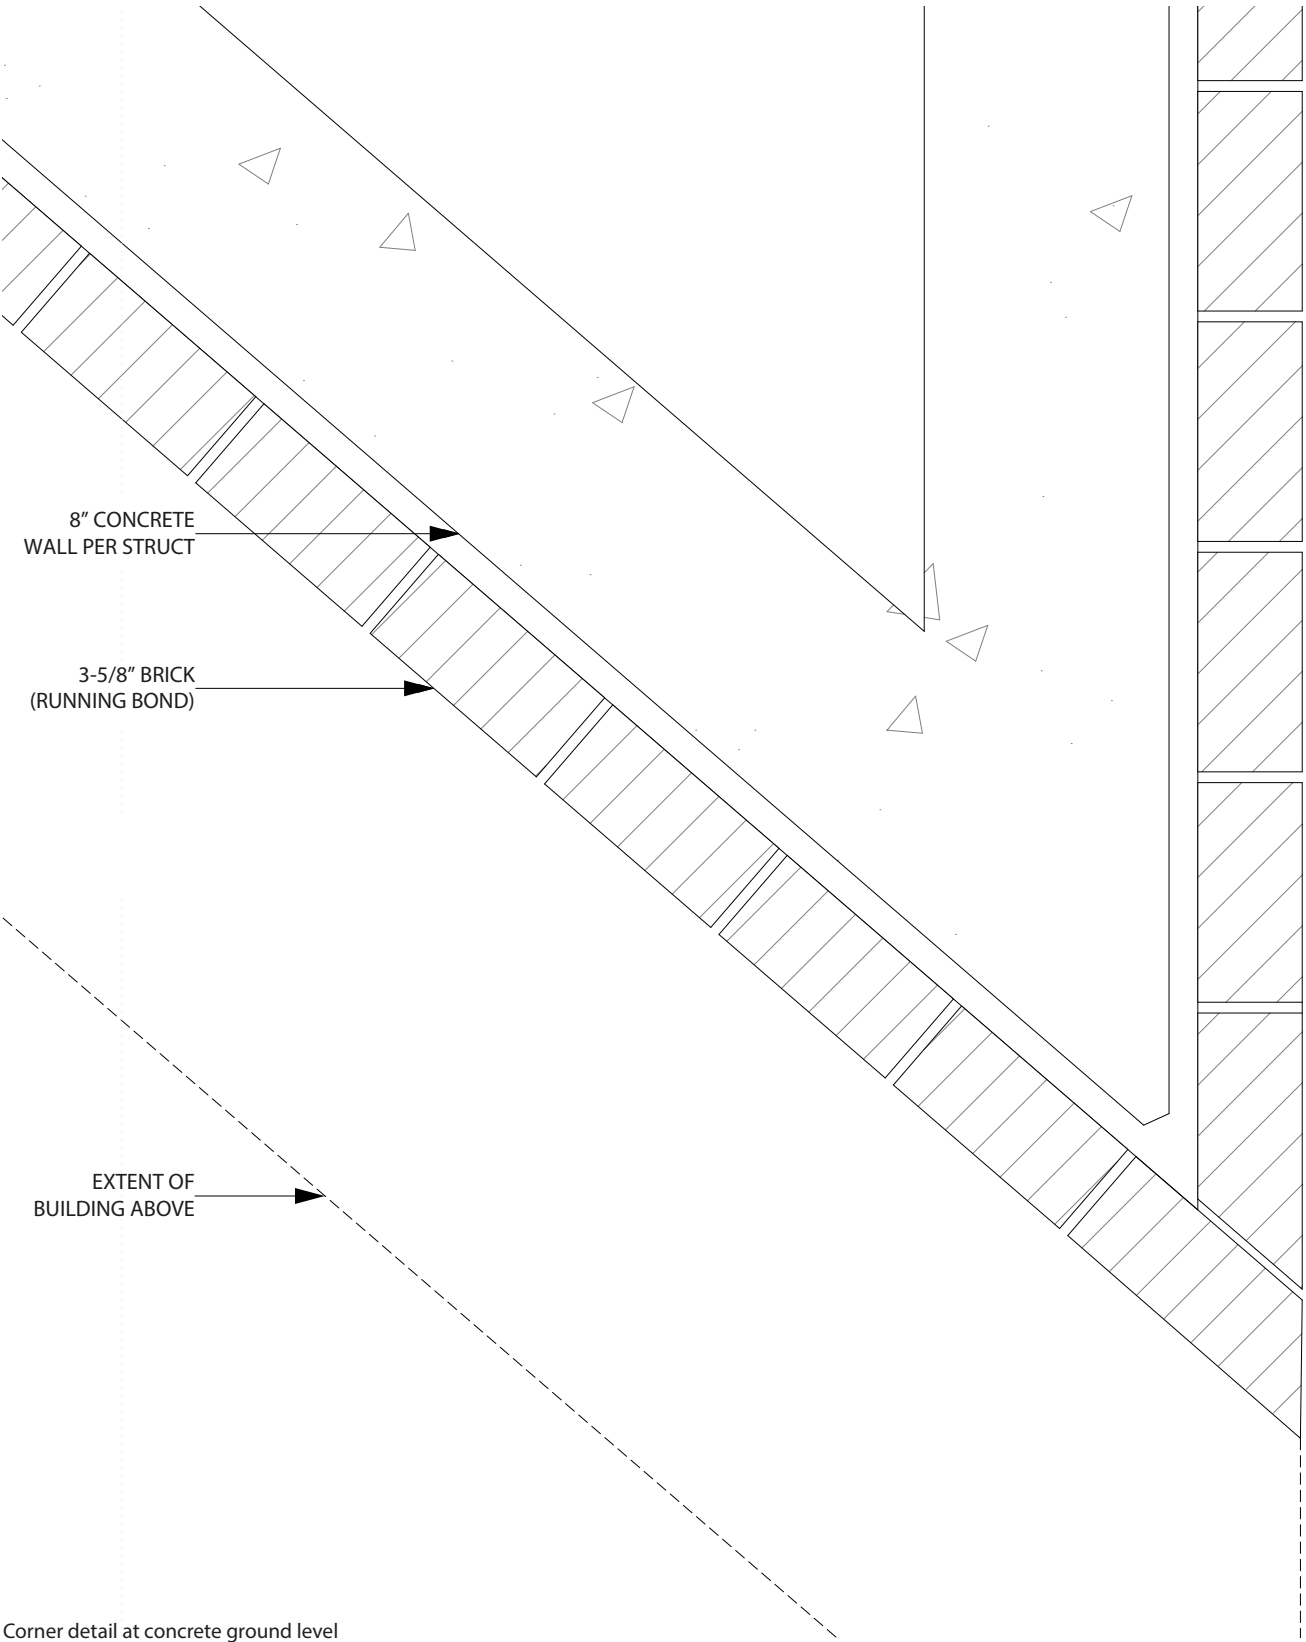 8” CONCRETE
WALL PER STRUCT
3-5/8” BRICK
(RUNNING BOND)
EXTENT OF
BUILDING ABOVE
Corner detail at concrete ground level